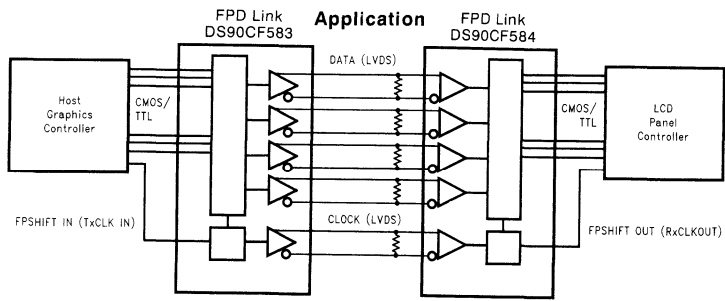 Application
FPD Link
DS90CF583
FPD Link
DS90CF584
DATA (LVDS)
Host
Graphics
Controller
CMOS/
TTL
CMOS/
TTL
LCD
Panel
Controller
CLOCK (LVDS)
FPSHIFT IN (TxCLK IN)
FPSHIFT OUT (RxCLKOUT)